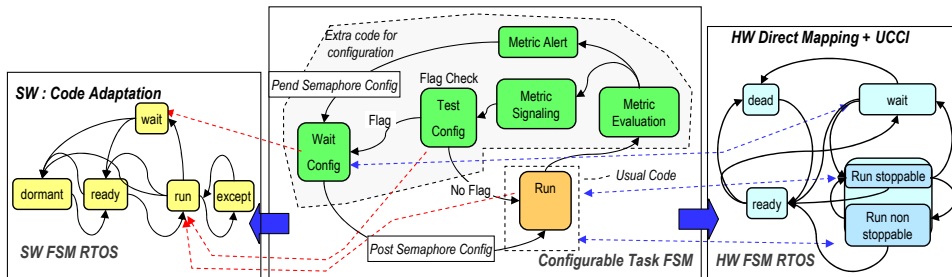 SW : Code Adaptation
wait
dormant
ready
run
except
SW FSM RTOS
Extra code for
configuration
Metric Alert
Pend Semaphore Config
Flag Check
Flag
Test
Config
Metric
Signaling
Metric
Evaluation
Wait
Config
No Flag
Run
Usual Code
Post Semaphore Config
Configurable Task FSM
HW Direct Mapping + UCCI
dead
wait
Run stoppable
ready
Run non
stoppable
HW FSM RTOS